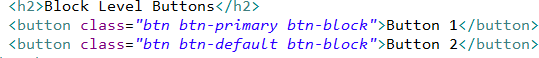 <h2>Block Level Buttons</h2>
<button class="btn btn-primary btn-block">Button 1</button>
<button class="btn btn-default btn-block">Button 2</button>